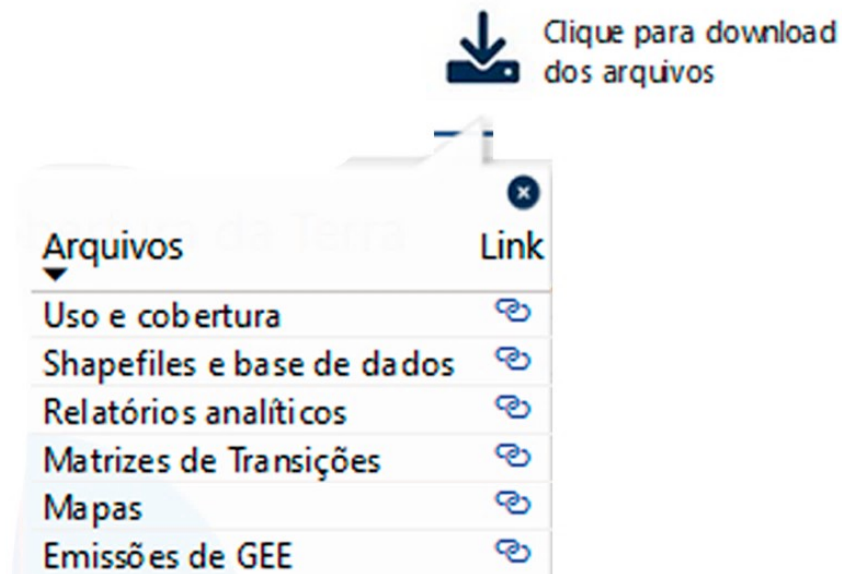 Clique para download
dos arquivos
Arquivos Link
Uso e cobertura
Shapefiles e base de dados
Relatórios analíticos
Matrizes de Transições
Mapas
Emissões de GEE